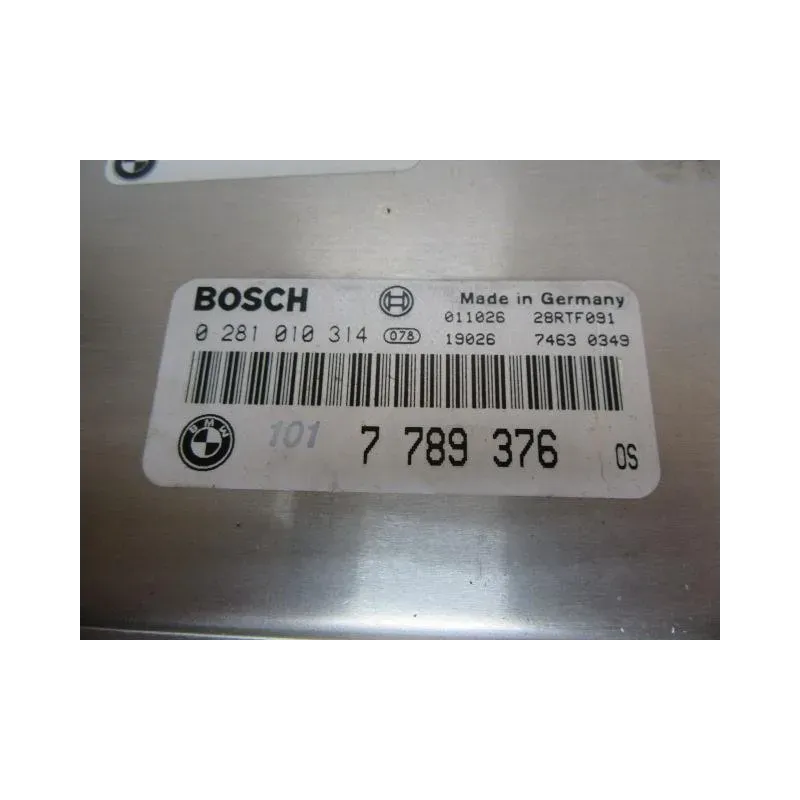 BOSCH Made in Germany
011026 28RTF091
0 281 010 314 078 19026 7463 0349
BMW 101 7 789 376 OS